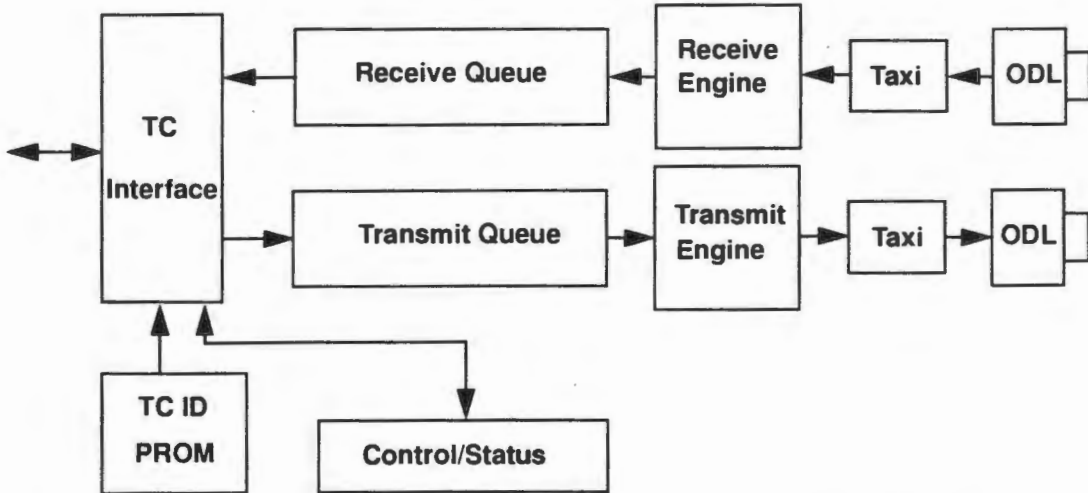 Receive Queue
Receive
Engine
Taxi
ODL
TC
Interface
Transmit Queue
Transmit
Engine
Taxi
ODL
TC ID
PROM
Control/Status